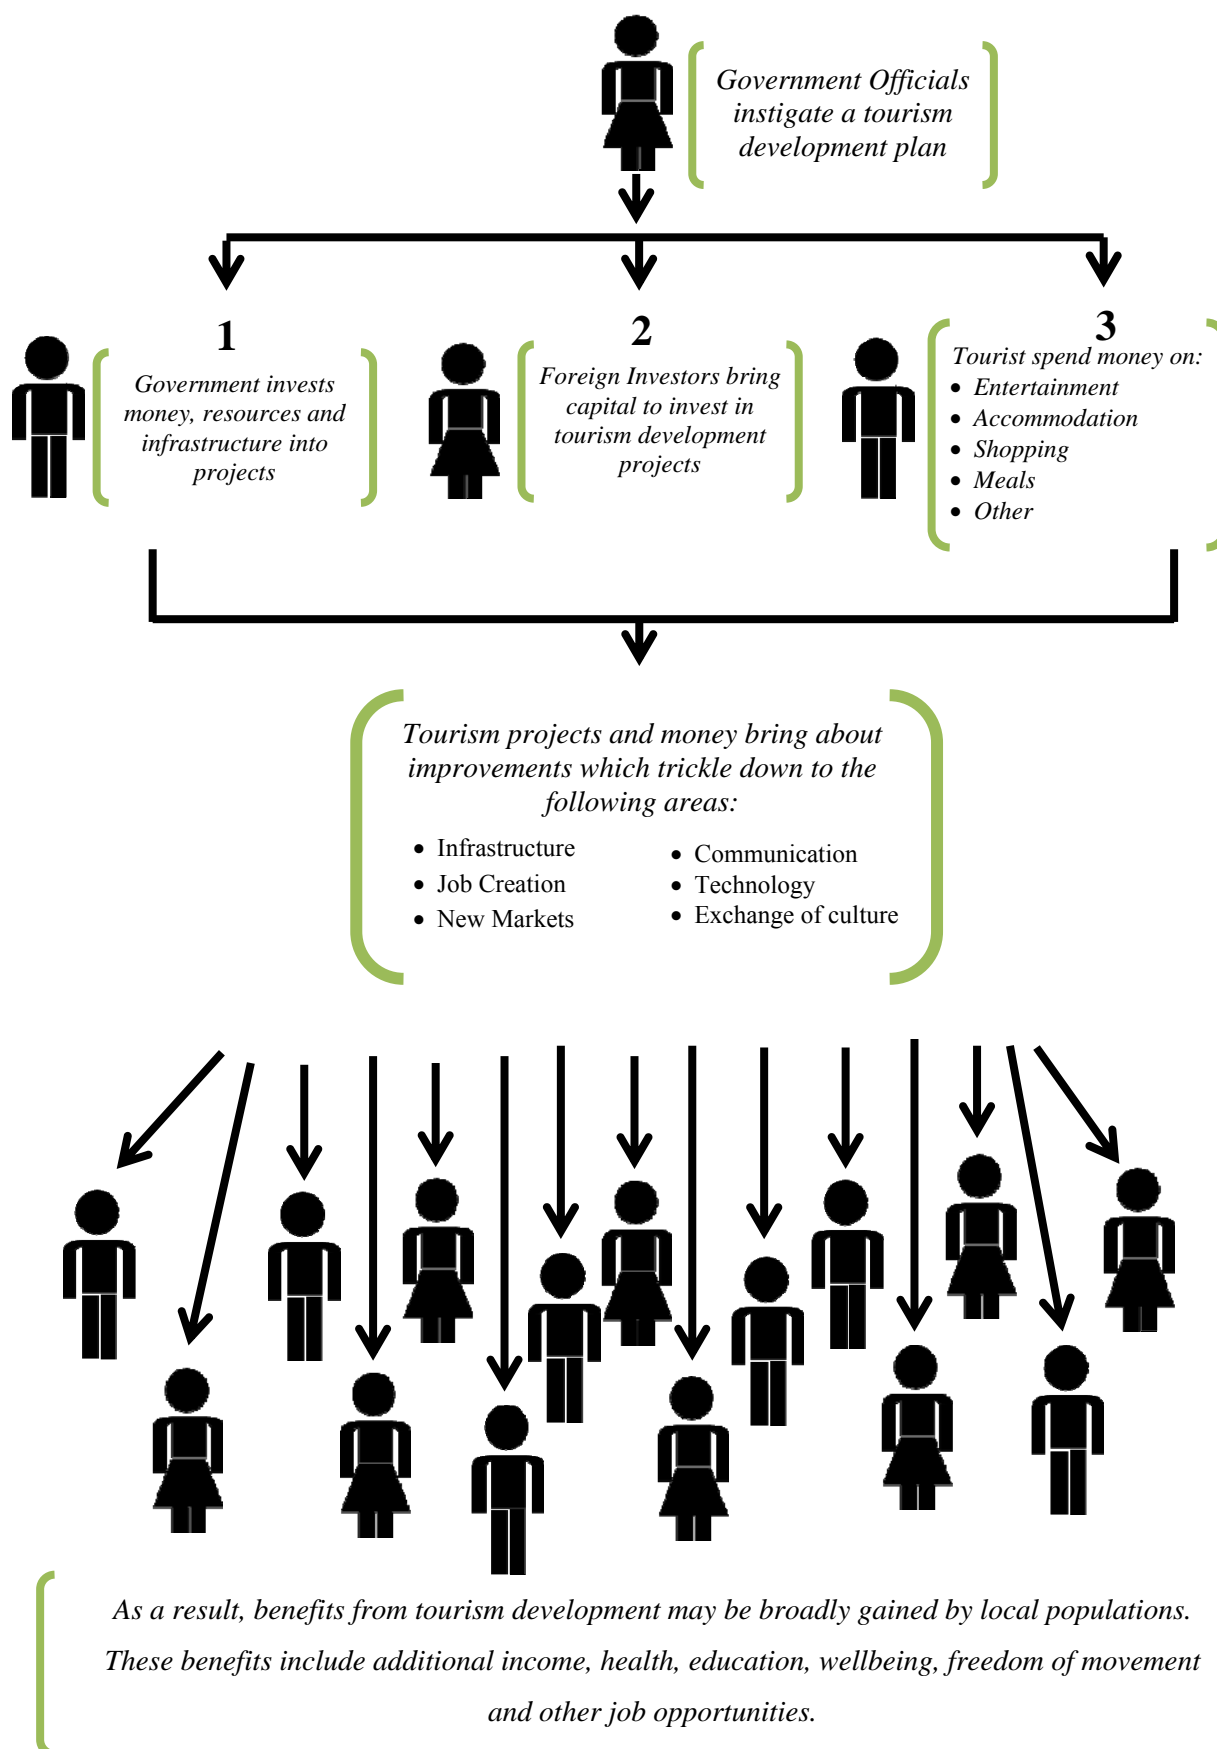 Government Officials
instigate a tourism
development plan
1
Government invests
money, resources and
infrastructure into
projects
2
Foreign Investors bring
capital to invest in
tourism development
projects
3
Tourist spend money on:
• Entertainment
• Accommodation
• Shopping
• Meals
• Other
Tourism projects and money bring about
improvements which trickle down to the
following areas:
• Infrastructure
• Job Creation
• New Markets
• Communication
• Technology
• Exchange of culture
As a result, benefits from tourism development may be broadly gained by local populations.
These benefits include additional income, health, education, wellbeing, freedom of movement
and other job opportunities.